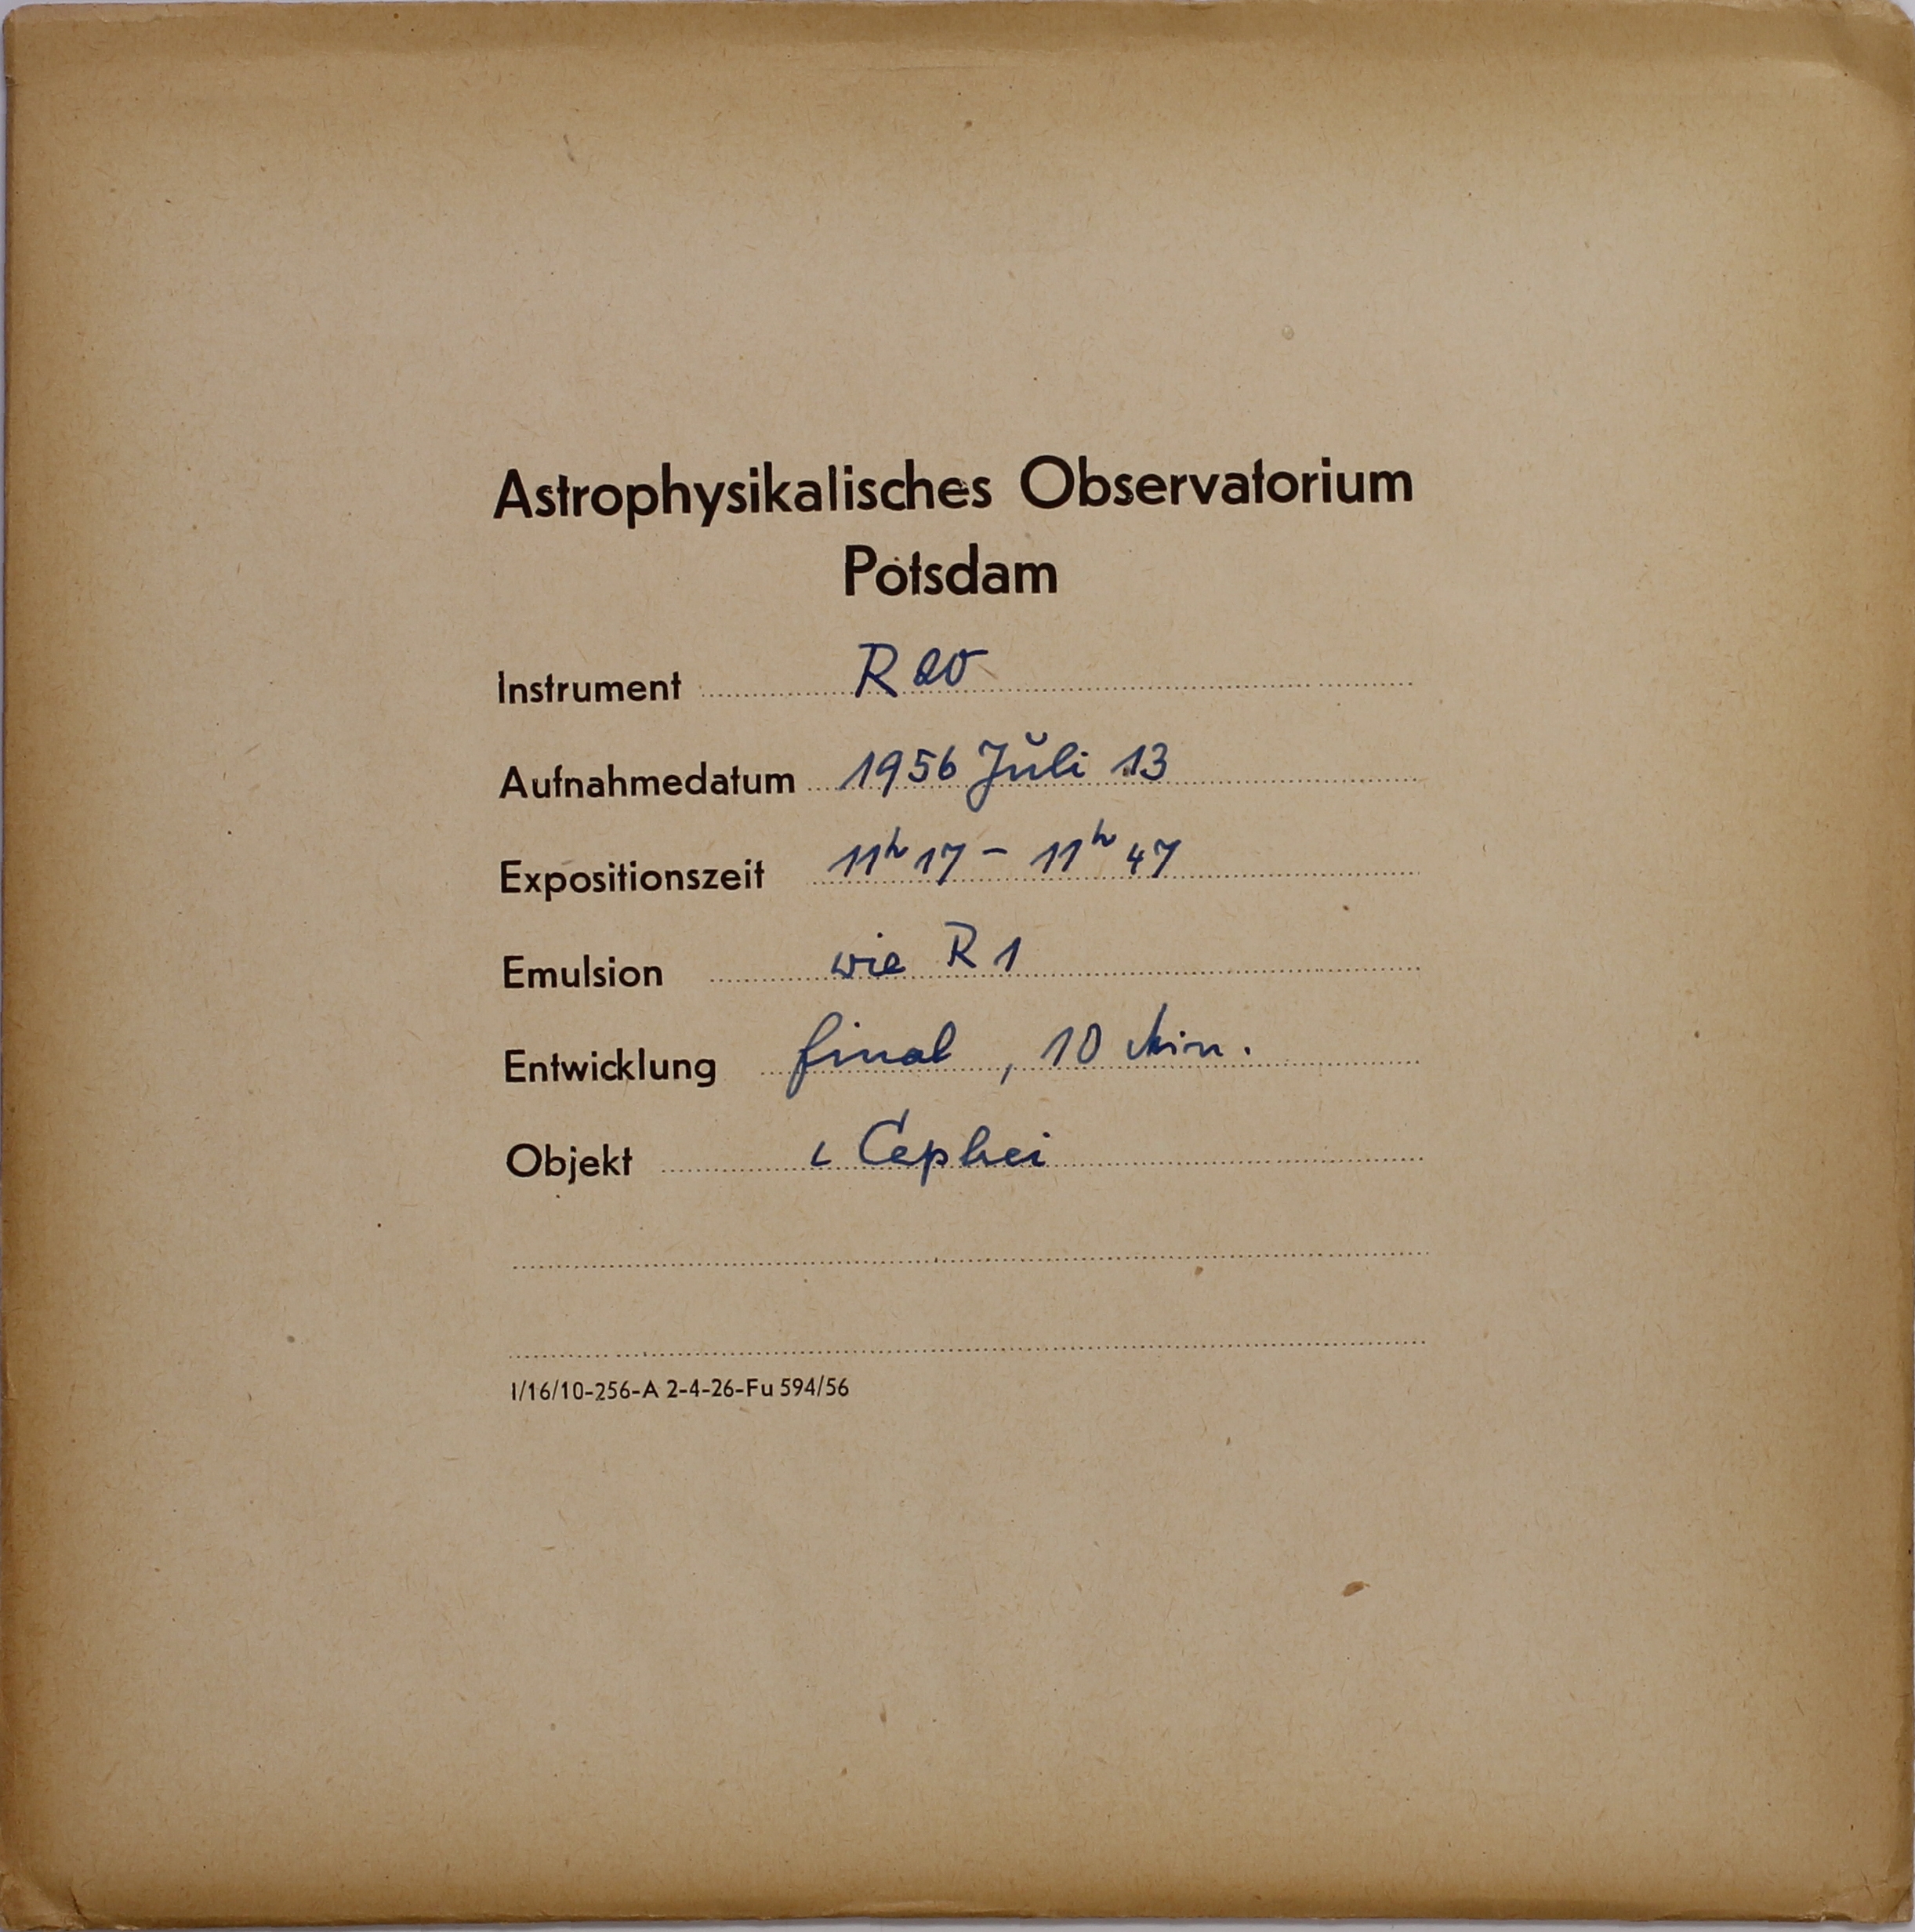 Astrophysikalisches Observatorium
Potsdam
Instrument R 20
Aufnahmedatum 1956 Juli 13
Expositionszeit 11h 17 – 11h 47
Emulsion wie R 1
Entwicklung final, 10 Min.
Objekt ι Cephei
I/16/10-256-A 2-4-26-Fu 594/56